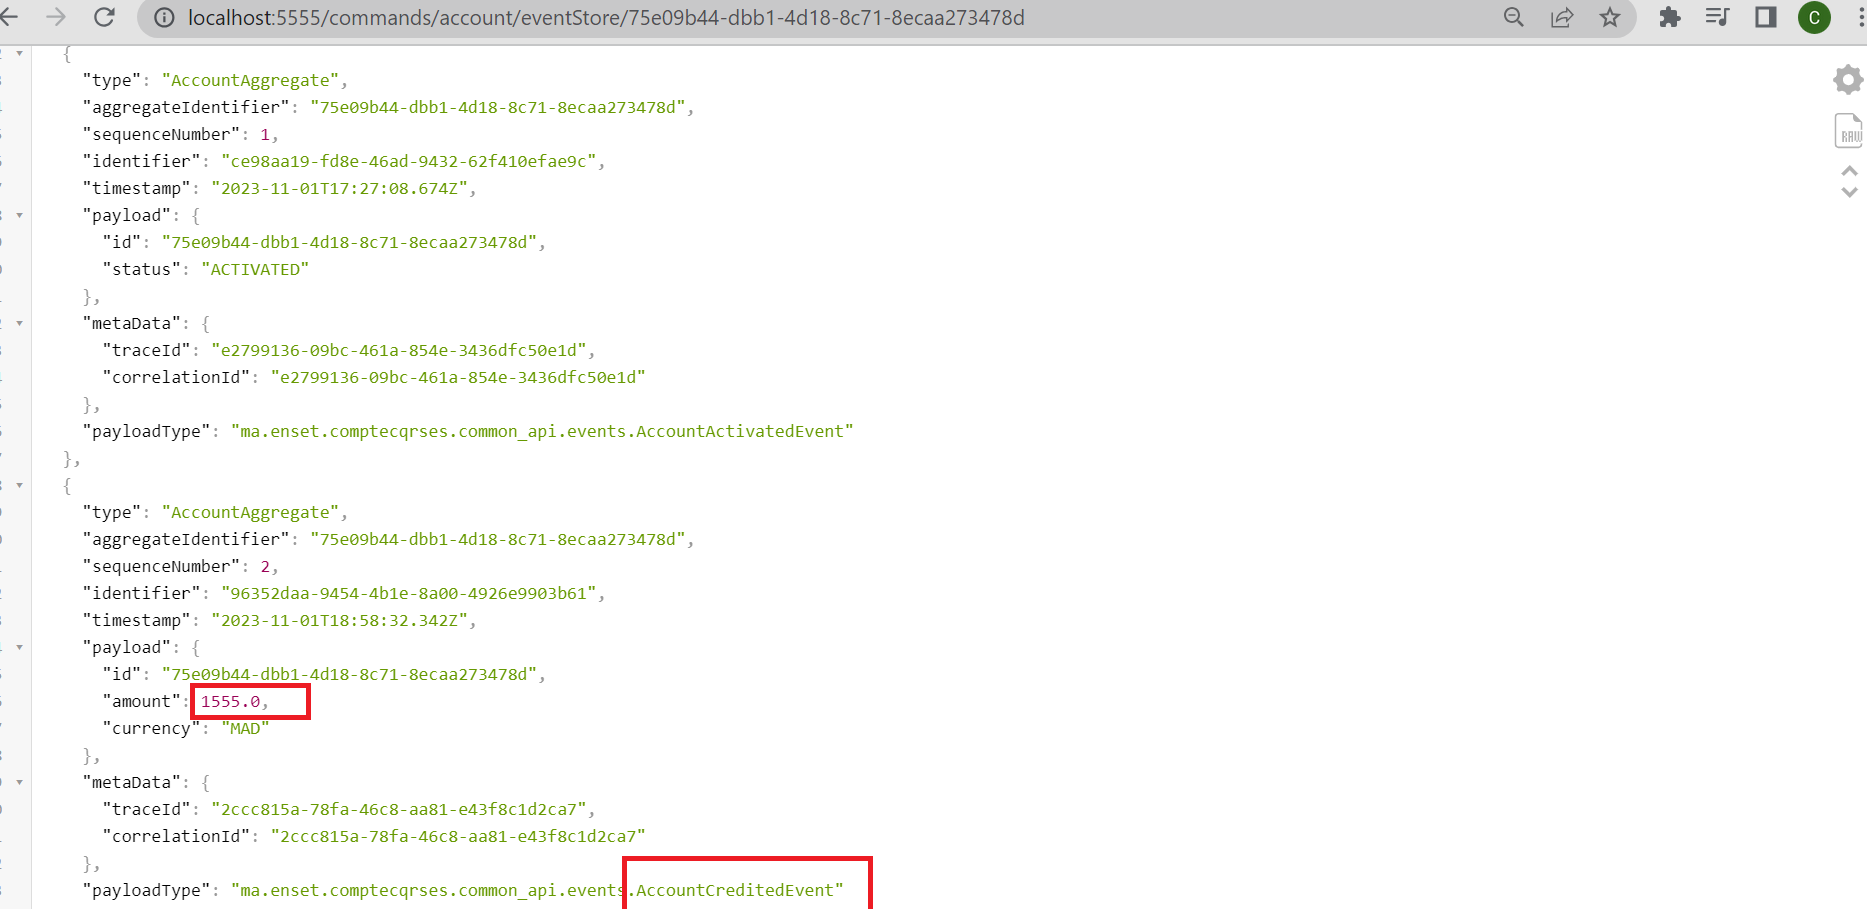 localhost:5555/commands/account/eventStore/75e09b44-dbb1-4d18-8c71-8ecaa273478d
C
{
"type": "AccountAggregate",
"aggregateIdentifier": "75e09b44-dbb1-4d18-8c71-8ecaa273478d",
"sequenceNumber": 1,
"identifier": "ce98aa19-fd8e-46ad-9432-62f410efae9c",
"timestamp": "2023-11-01T17:27:08.674Z",
"payload": {
"id": "75e09b44-dbb1-4d18-8c71-8ecaa273478d",
"status": "ACTIVATED"
},
"metaData": {
"traceId": "e2799136-09bc-461a-854e-3436dfc50e1d",
"correlationId": "e2799136-09bc-461a-854e-3436dfc50e1d"
},
"payloadType": "ma.enset.comptecqrses.common_api.events.AccountActivatedEvent"
},
{
"type": "AccountAggregate",
"aggregateIdentifier": "75e09b44-dbb1-4d18-8c71-8ecaa273478d",
"sequenceNumber": 2,
"identifier": "96352daa-9454-4b1e-8a00-4926e9903b61",
"timestamp": "2023-11-01T18:58:32.342Z",
"payload": {
"id": "75e09b44-dbb1-4d18-8c71-8ecaa273478d",
"amount": 1555.0,
"currency": "MAD"
},
"metaData": {
"traceId": "2ccc815a-78fa-46c8-aa81-e43f8c1d2ca7",
"correlationId": "2ccc815a-78fa-46c8-aa81-e43f8c1d2ca7"
},
"payloadType": "ma.enset.comptecqrses.common_api.events.AccountCreditedEvent"
RAW